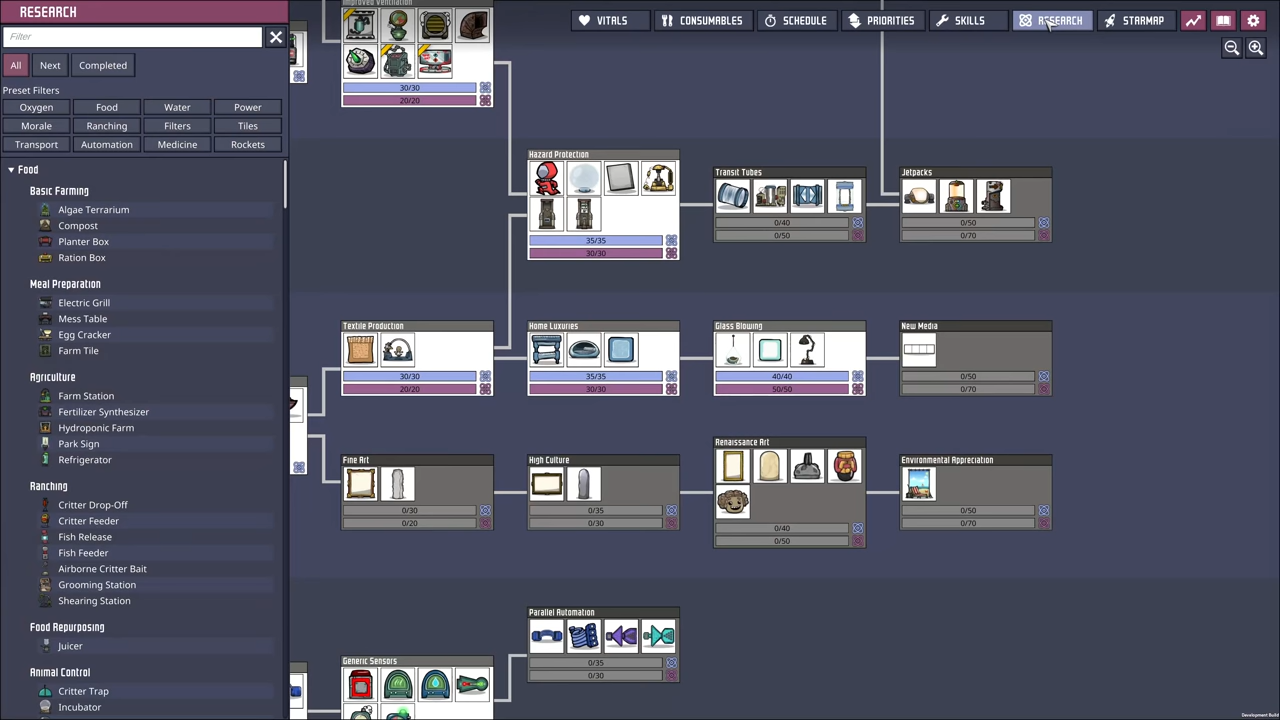 RESEARCH
VITALS
CONSUMABLES
SCHEDULE
PRIORITIES
SKILLS
RESEARCH
STARMAP
Filter
All
Next
Completed
Preset Filters
Oxygen
Food
Water
Power
Morale
Ranching
Filters
Tiles
Transport
Automation
Medicine
Rockets
Food
Basic Farming
Algae Terrarium
Compost
Planter Box
Ration Box
Meal Preparation
Electric Grill
Mess Table
Egg Cracker
Farm Tile
Agriculture
Farm Station
Fertilizer Synthesizer
Hydroponic Farm
Park Sign
Refrigerator
Ranching
Critter Drop-Off
Critter Feeder
Fish Release
Fish Feeder
Airborne Critter Bait
Grooming Station
Shearing Station
Food Repurposing
Juicer
Animal Control
Critter Trap
Incubator
Improved Ventilation
30/30
20/20
Hazard Protection
35/35
30/30
Transit Tubes
0/40
0/50
Jetpacks
0/50
0/70
Textile Production
30/30
20/20
Home Luxuries
35/35
30/30
Glass Blowing
40/40
50/50
New Media
0/50
0/70
Fine Art
0/30
0/20
High Culture
0/35
0/30
Renaissance Art
0/40
0/50
Environmental Appreciation
0/50
0/70
Parallel Automation
0/35
0/30
Generic Sensors
Development Build